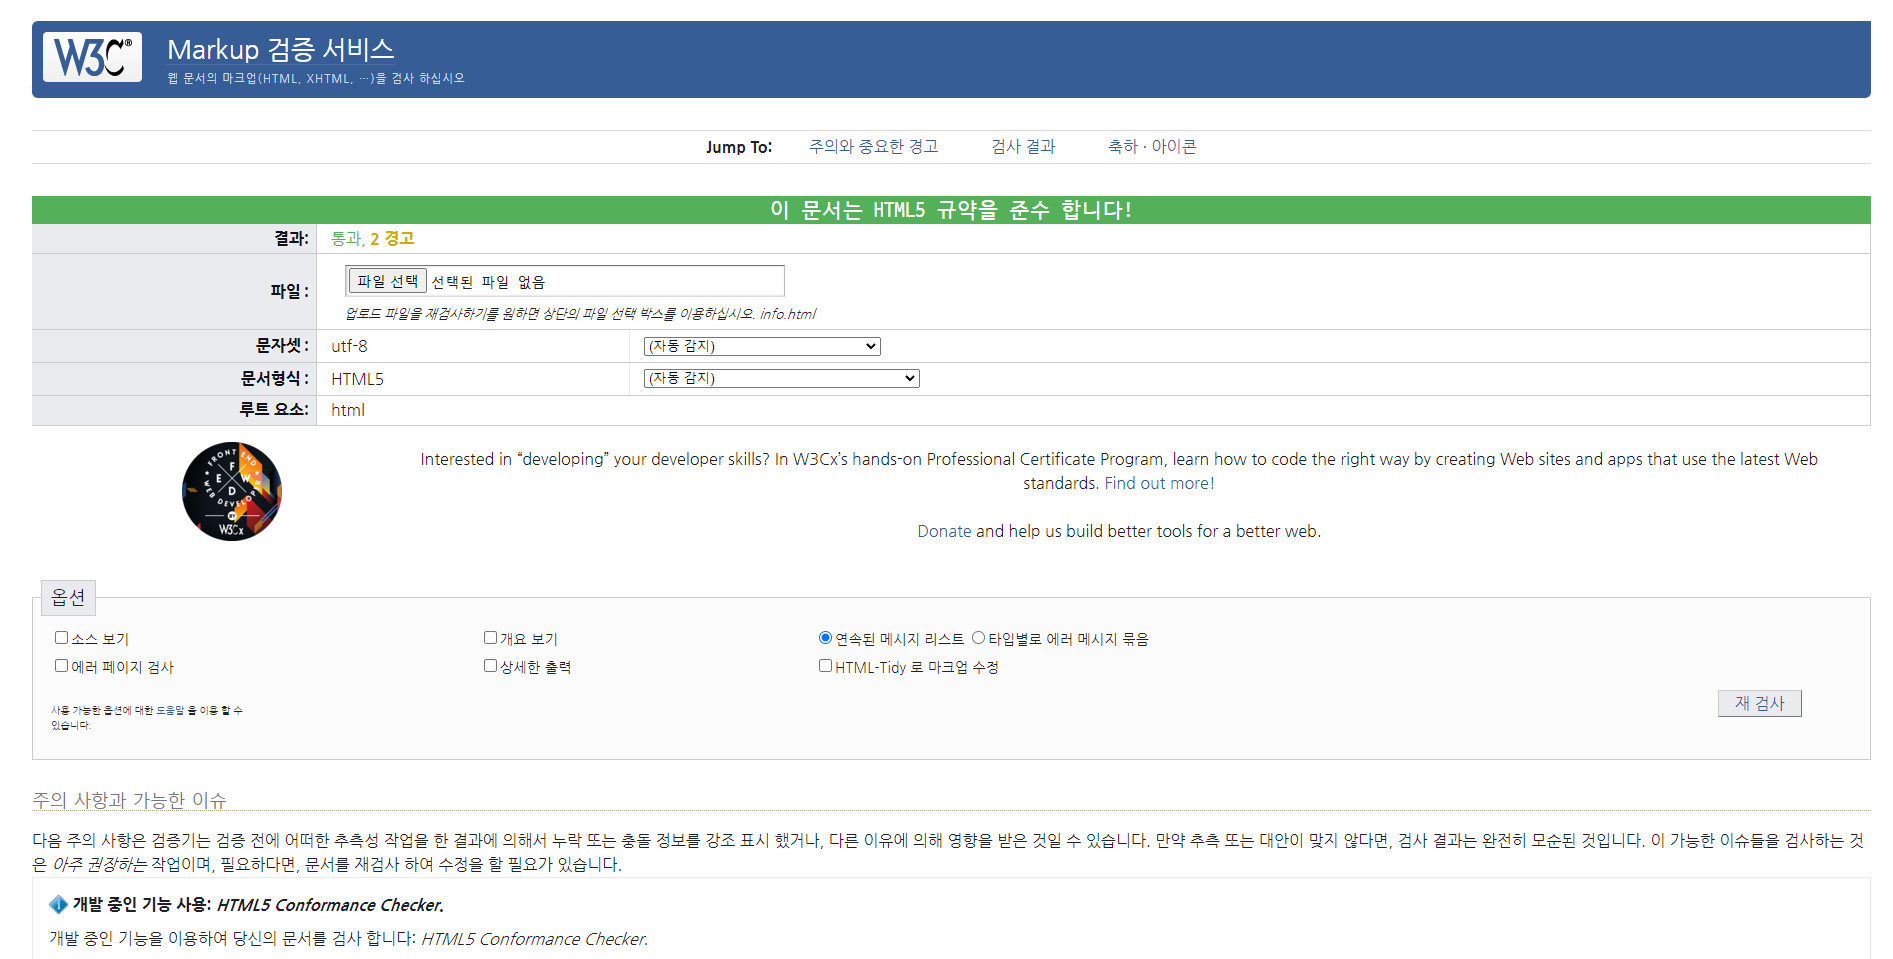 W3C®
Markup 검증 서비스
웹 문서의 마크업(HTML, XHTML, …)을 검사 하십시오
Jump To: 주의와 중요한 경고 검사 결과 축하 · 아이콘
이 문서는 HTML5 규약을 준수 합니다!
결과: 통과, 2 경고
파일 : 파일 선택 선택된 파일 없음
업로드 파일을 재검사하기를 원하면 상단의 파일 선택 박스를 이용하십시오. info.html
문자셋 : utf-8 (자동 감지)
문서형식 : HTML5 (자동 감지)
루트 요소: html
FRONT END
F E W D
WEB DEVELOPER
BY
W3Cx
Interested in “developing” your developer skills? In W3Cx’s hands-on Professional Certificate Program, learn how to code the right way by creating Web sites and apps that use the latest Web
standards. Find out more!
Donate and help us build better tools for a better web.
옵션
소스 보기 개요 보기 연속된 메시지 리스트 타입별로 에러 메시지 묶음
에러 페이지 검사 상세한 출력 HTML-Tidy 로 마크업 수정
사용 가능한 옵션에 대한 도움말 을 이용 할 수
있습니다.
재 검사
주의 사항과 가능한 이슈
다음 주의 사항은 검증기는 검증 전에 어떠한 추측성 작업을 한 결과에 의해서 누락 또는 충돌 정보를 강조 표시 했거나, 다른 이유에 의해 영향을 받은 것일 수 있습니다. 만약 추측 또는 대안이 맞지 않다면, 검사 결과는 완전히 모순된 것입니다. 이 가능한 이슈들을 검사하는 것
은 아주 권장하는 작업이며, 필요하다면, 문서를 재검사 하여 수정을 할 필요가 있습니다.
개발 중인 기능 사용: HTML5 Conformance Checker.
개발 중인 기능을 이용하여 당신의 문서를 검사 합니다: HTML5 Conformance Checker.